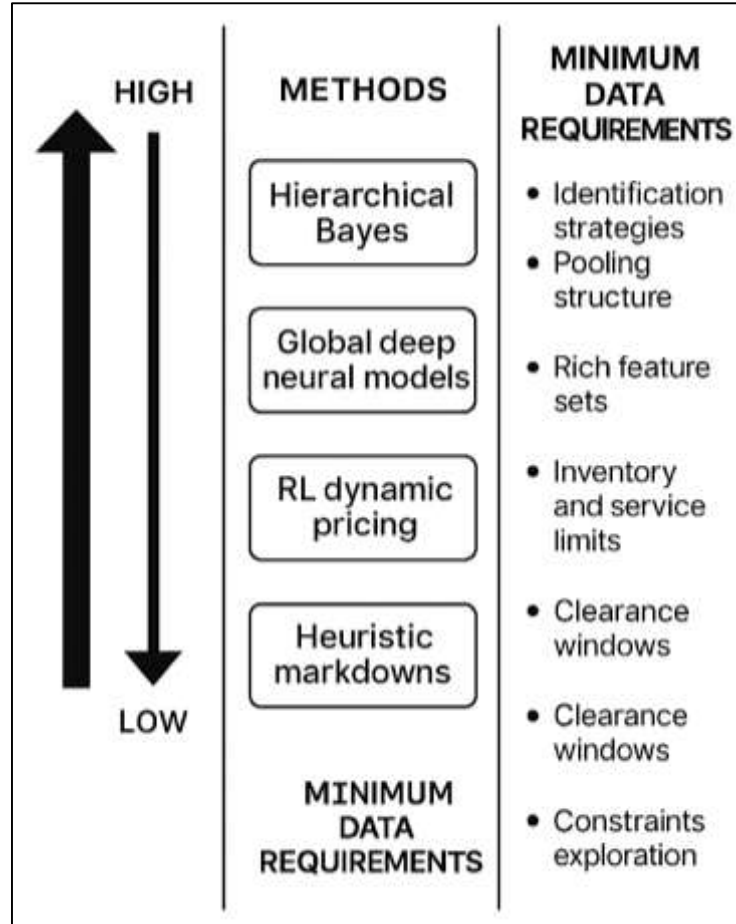 HIGH
LOW
METHODS
Hierarchical
Bayes
Global deep
neural models
RL dynamic
pricing
Heuristic
markdowns
MINIMUM
DATA
REQUIREMENTS
MINIMUM
DATA
REQUIREMENTS
• Identification
strategies
• Pooling
structure
• Rich feature
sets
• Inventory
and service
limits
• Clearance
windows
• Clearance
windows
• Constraints
exploration